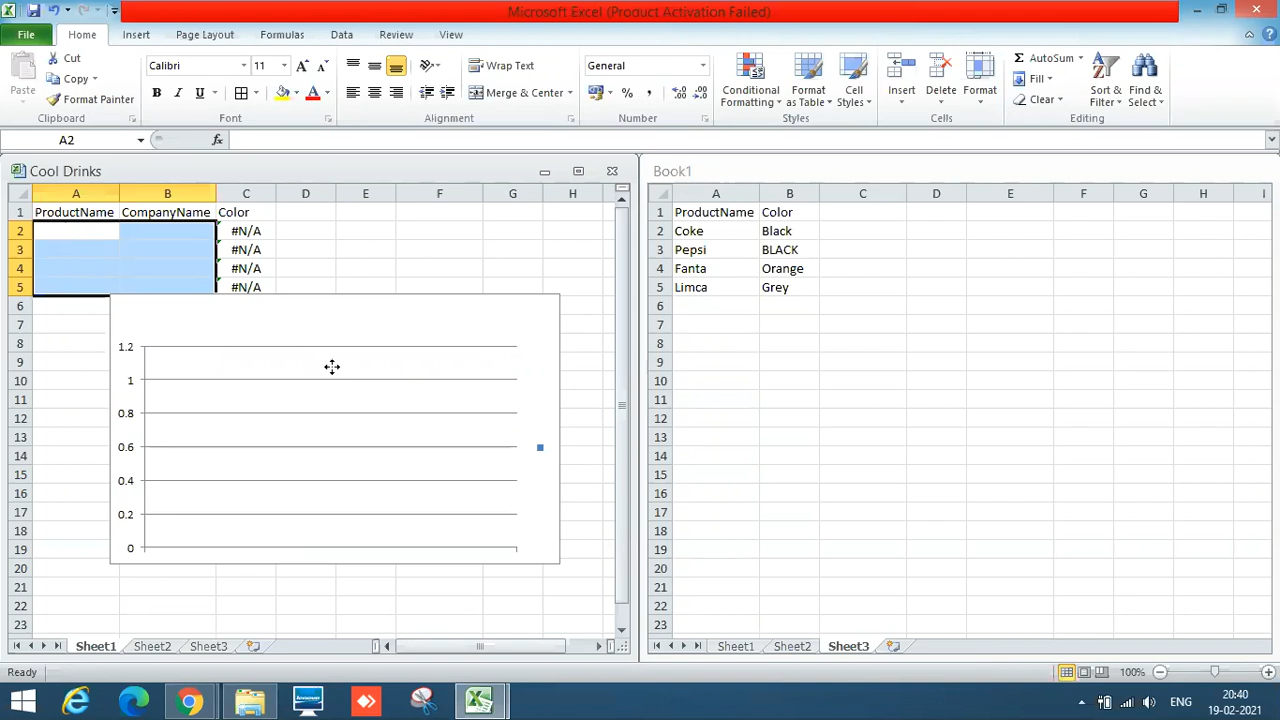 Microsoft Excel (Product Activation Failed)
File Home Insert Page Layout Formulas Data Review View
Paste
Cut
Copy
Format Painter
Clipboard
Calibri 11
B I U
Font
Wrap Text
Merge & Center
Alignment
General
%
Number
Conditional Formatting
Format as Table
Cell Styles
Styles
Insert
Delete
Format
Cells
AutoSum
Fill
Clear
Sort & Filter
Find & Select
Editing
A2
fx
Cool Drinks
A B C D E F G H
1 ProductName CompanyName Color
2 #N/A
3 #N/A
4 #N/A
5 #N/A
6
7
8
9
10
11
12
13
14
15
16
17
18
19
20
21
22
23
1.2
1
0.8
0.6
0.4
0.2
0
Sheet1 Sheet2 Sheet3
Book1
A B C D E F G H I
1 ProductName Color
2 Coke Black
3 Pepsi BLACK
4 Fanta Orange
5 Limca Grey
6
7
8
9
10
11
12
13
14
15
16
17
18
19
20
21
22
23
Sheet1 Sheet2 Sheet3
Ready
100%
ENG
20:40
19-02-2021